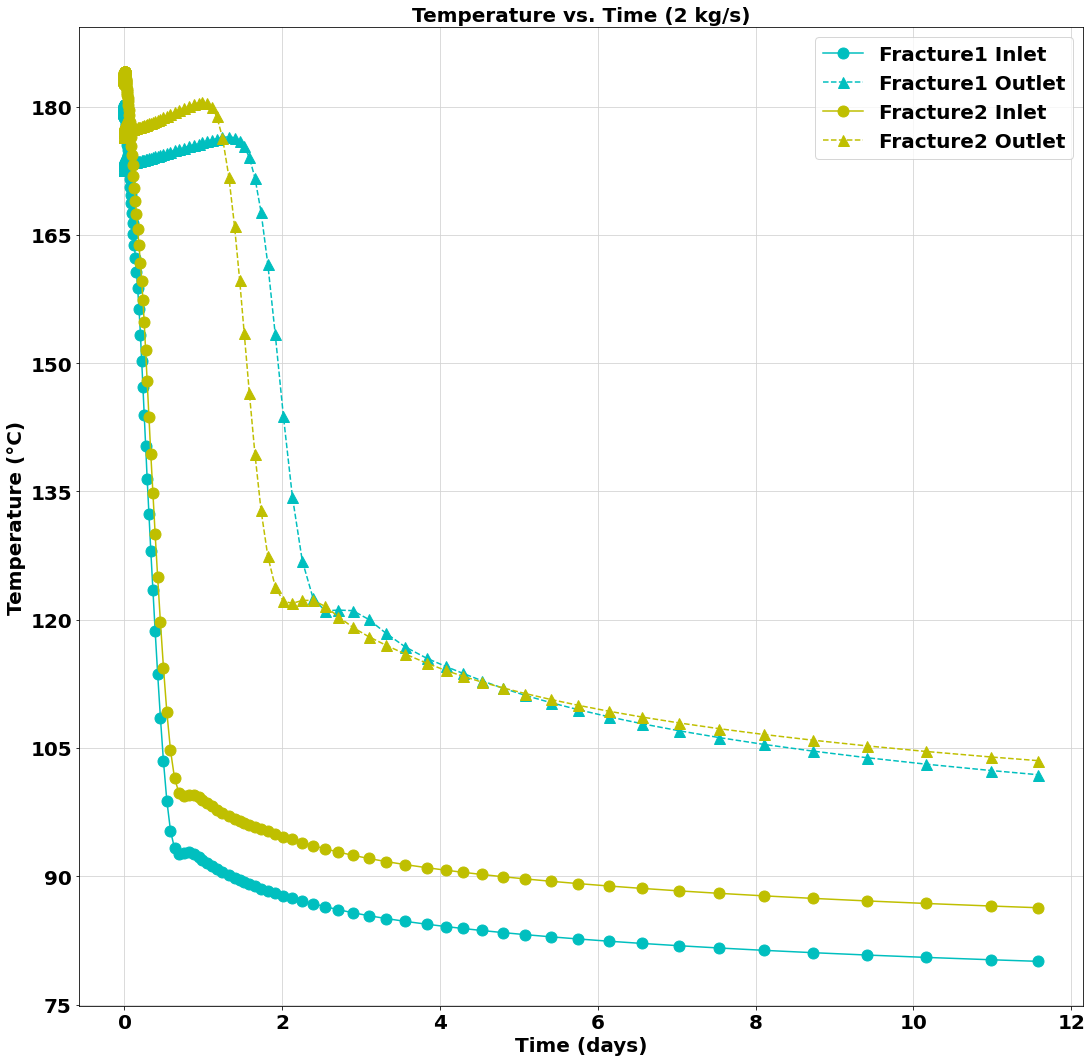 Temperature vs. Time (2 kg/s)
Fracture1 Inlet
Fracture1 Outlet
Fracture2 Inlet
Fracture2 Outlet
Temperature (°C)
180
165
150
135
120
105
90
75
0 2 4 6 8 10 12
Time (days)